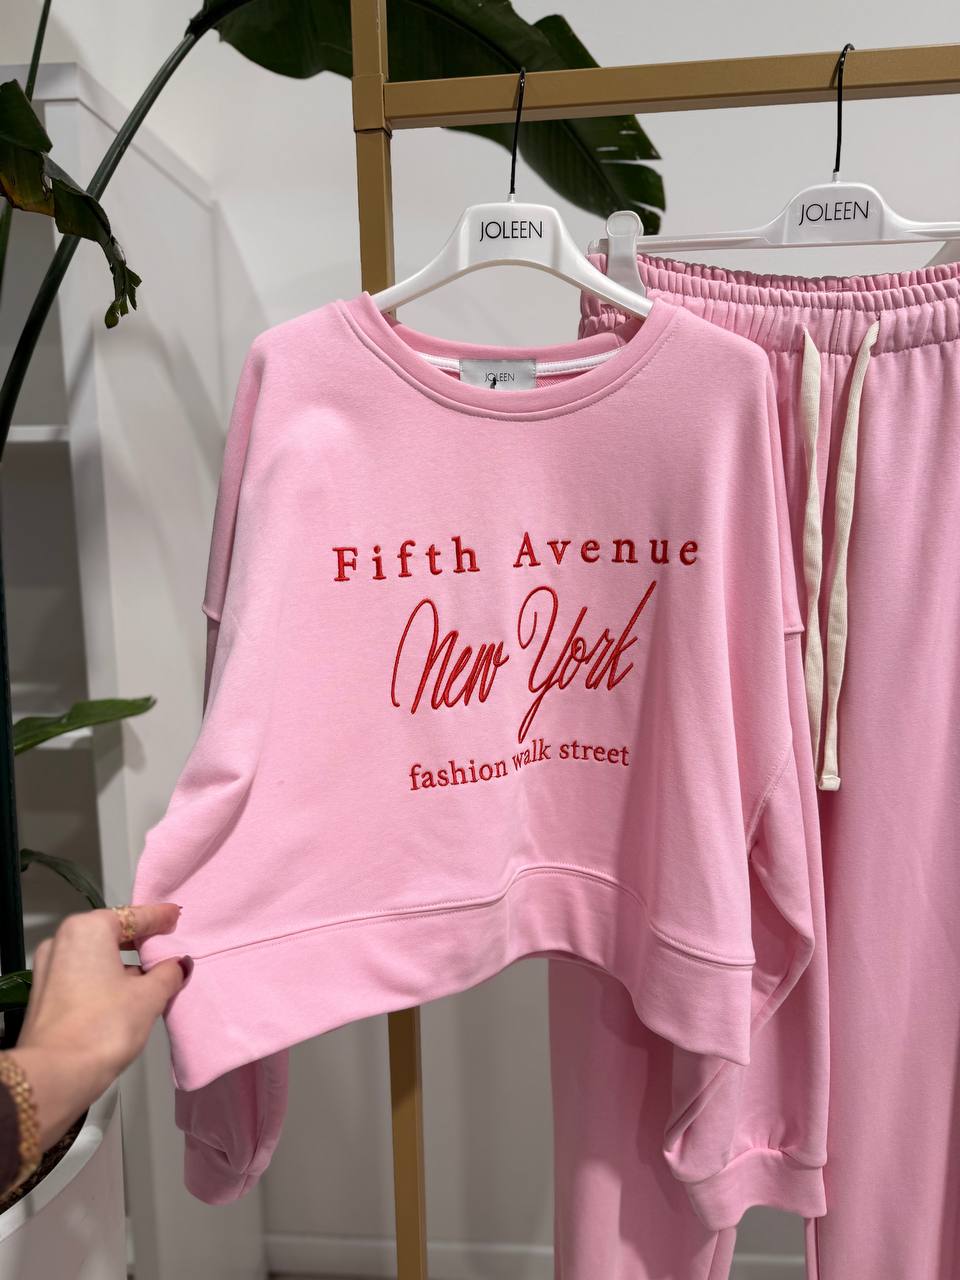 JOLEEN
JOLEEN
JOLEEN
Fifth Avenue
New York
fashion walk street